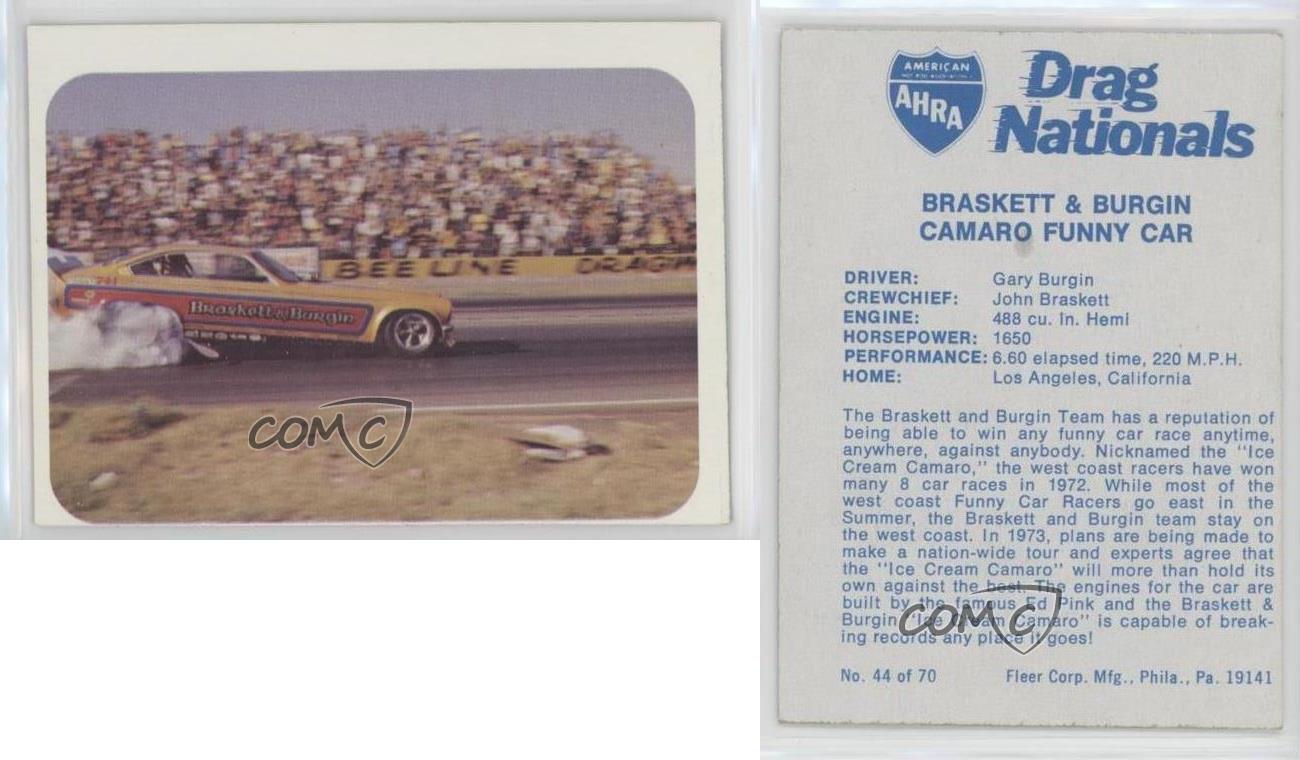 BEE LINE DRAGW
Braskett & Burgin
COMC
AMERICAN
AHRA
Drag
Nationals
BRASKETT & BURGIN
CAMARO FUNNY CAR
DRIVER: Gary Burgin
CREWCHIEF: John Braskett
ENGINE: 488 cu. In. Hemi
HORSEPOWER: 1650
PERFORMANCE: 6.60 elapsed time, 220 M.P.H.
HOME: Los Angeles, California
The Braskett and Burgin Team has a reputation of
being able to win any funny car race anytime,
anywhere, against anybody. Nicknamed the "Ice
Cream Camaro," the west coast racers have won
many 8 car races in 1972. While most of the
west coast Funny Car Racers go east in the
Summer, the Braskett and Burgin team stay on
the west coast. In 1973, plans are being made to
make a nation-wide tour and experts agree that
the "Ice Cream Camaro" will more than hold its
own against the best. The engines for the car are
built by the famous Ed Pink and the Braskett &
Burgin "Ice Cream Camaro" is capable of break-
ing records any place it goes!
COMC
No. 44 of 70 Fleer Corp. Mfg., Phila., Pa. 19141